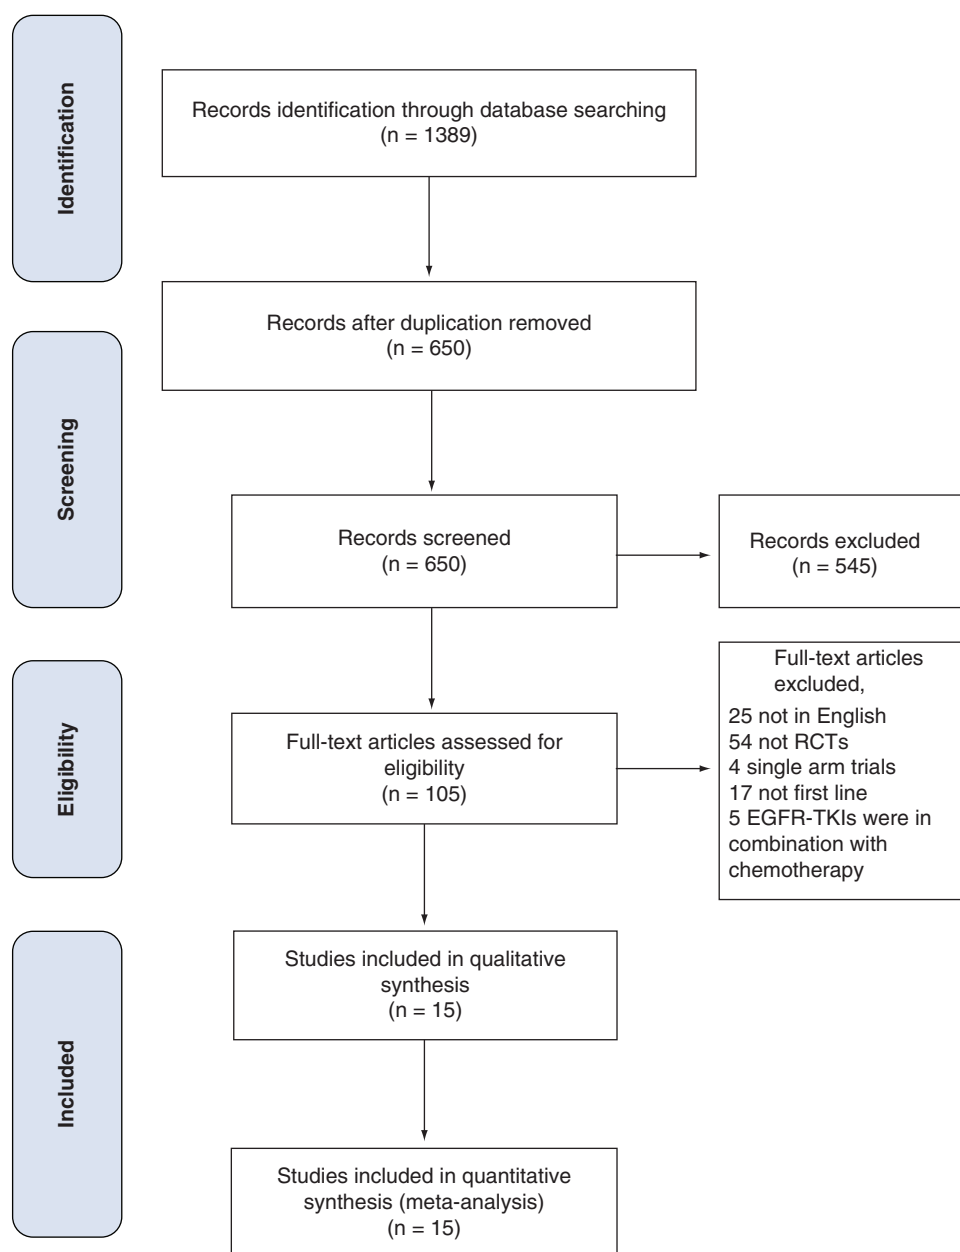 Identification
Records identification through database searching
(n = 1389)
Records after duplication removed
(n = 650)
Screening
Records screened
(n = 650)
Records excluded
(n = 545)
Eligibility
Full-text articles assessed for
eligibility
(n = 105)
Full-text articles
excluded,
25 not in English
54 not RCTs
4 single arm trials
17 not first line
5 EGFR-TKIs were in
combination with
chemotherapy
Included
Studies included in qualitative
synthesis
(n = 15)
Studies included in quantitative
synthesis (meta-analysis)
(n = 15)